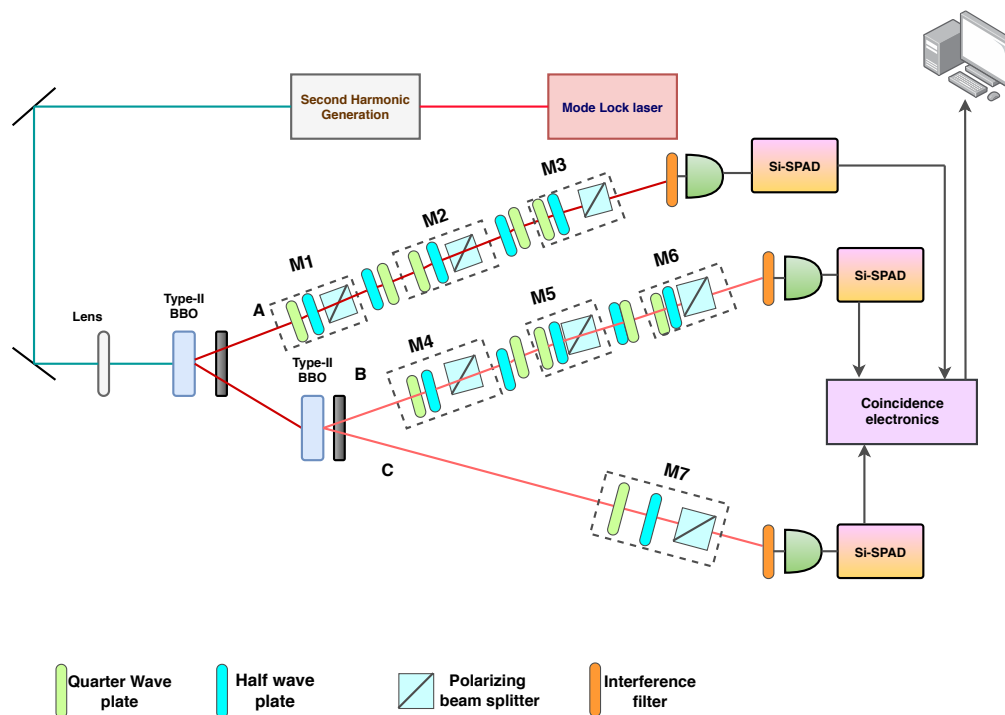 Second Harmonic
Generation
Mode Lock laser
M3
Si-SPAD
M2
M1
M6
Si-SPAD
Type-II
BBO
A
M5
Lens
M4
Type-II
BBO
B
Coincidence
electronics
C
M7
Si-SPAD
Quarter Wave
plate
Half wave
plate
Polarizing
beam splitter
Interference
filter